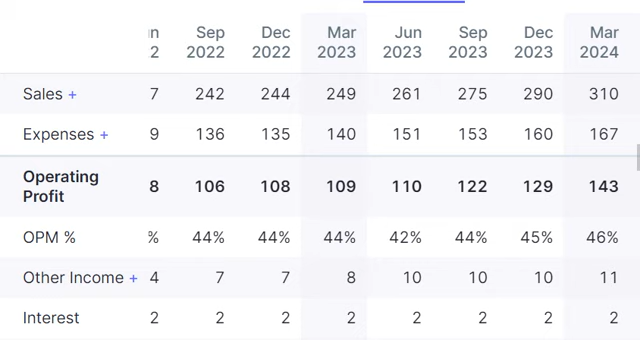 n Sep Dec Mar Jun Sep Dec Mar
2 2022 2022 2023 2023 2023 2023 2024
Sales + 7 242 244 249 261 275 290 310
Expenses + 9 136 135 140 151 153 160 167
Operating
Profit 8 106 108 109 110 122 129 143
OPM % % 44% 44% 44% 42% 44% 45% 46%
Other Income + 4 7 7 8 10 10 10 11
Interest 2 2 2 2 2 2 2 2